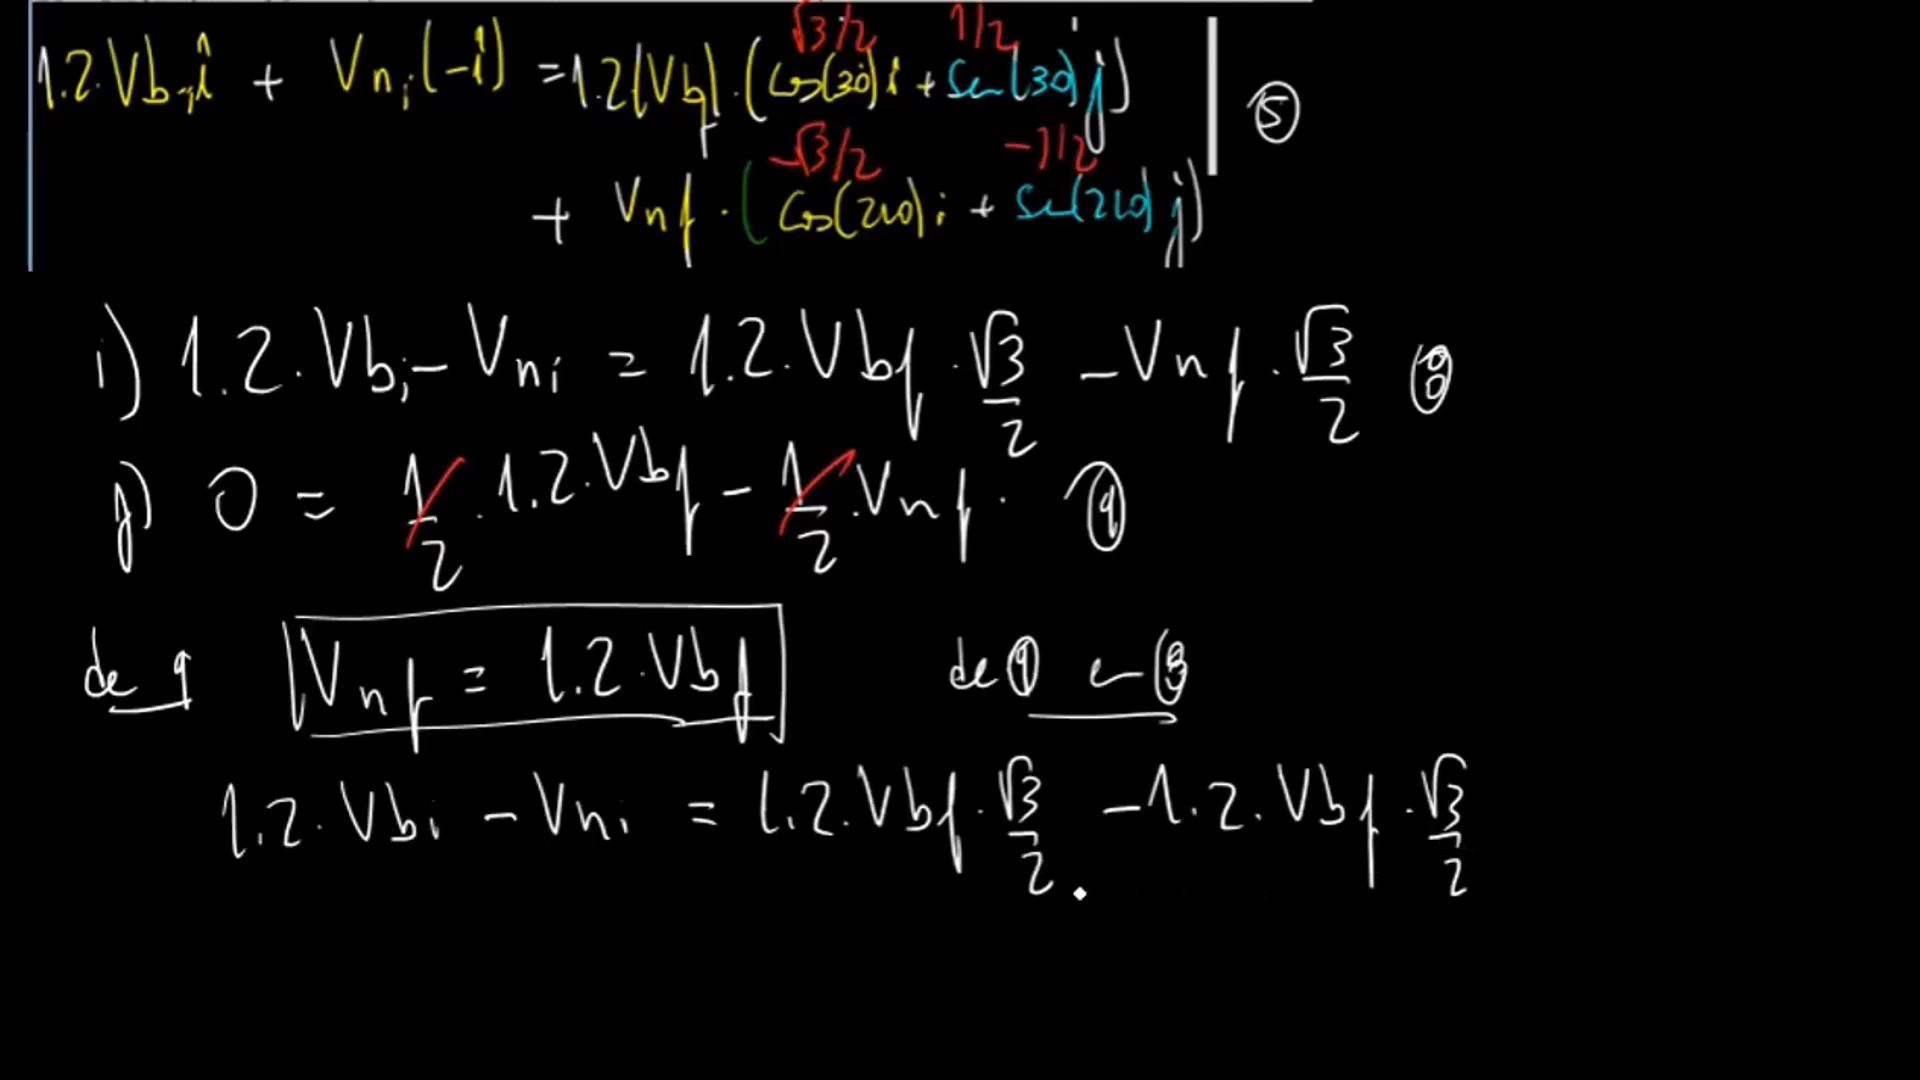 √3/2 1/2
1.2.Vb,i + Vn,i(-i) = 1.2|Vbf|.(cos(30)i + sen(30)j) ⑤
-√3/2 -1/2
+ Vnf.(cos(210)i + sen(210)j)
i) 1.2.Vbi - Vni = 1.2.Vbf.√3/2 - Vnf.√3/2 ⑧
j) 0 = 1/2.1.2.Vbf - 1/2.Vnf. ⑨
de 9 Vnf = 1.2.Vbf de ⑨ en ⑧
1.2.Vbi - Vni = 1.2.Vbf.√3/2 - 1.2.Vbf.√3/2